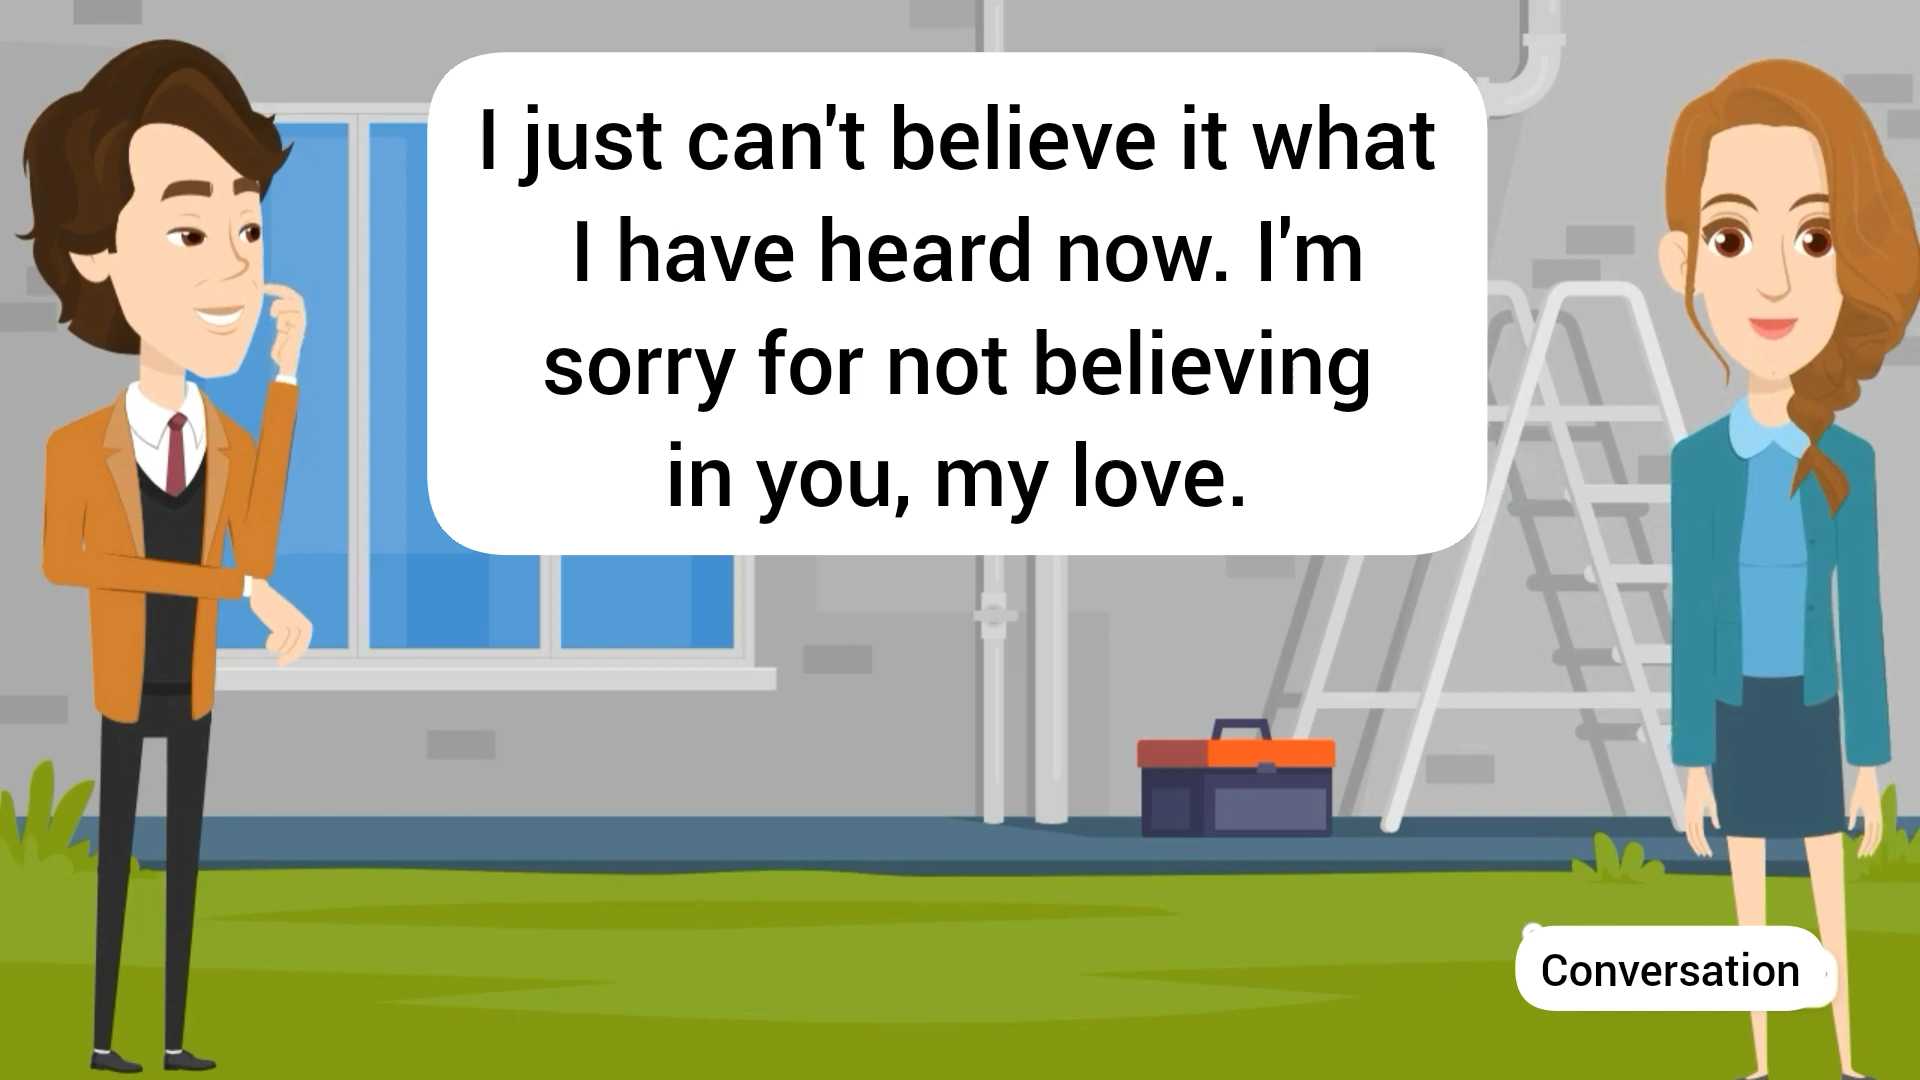 I just can't believe it what
I have heard now. I'm
sorry for not believing
in you, my love.
Conversation